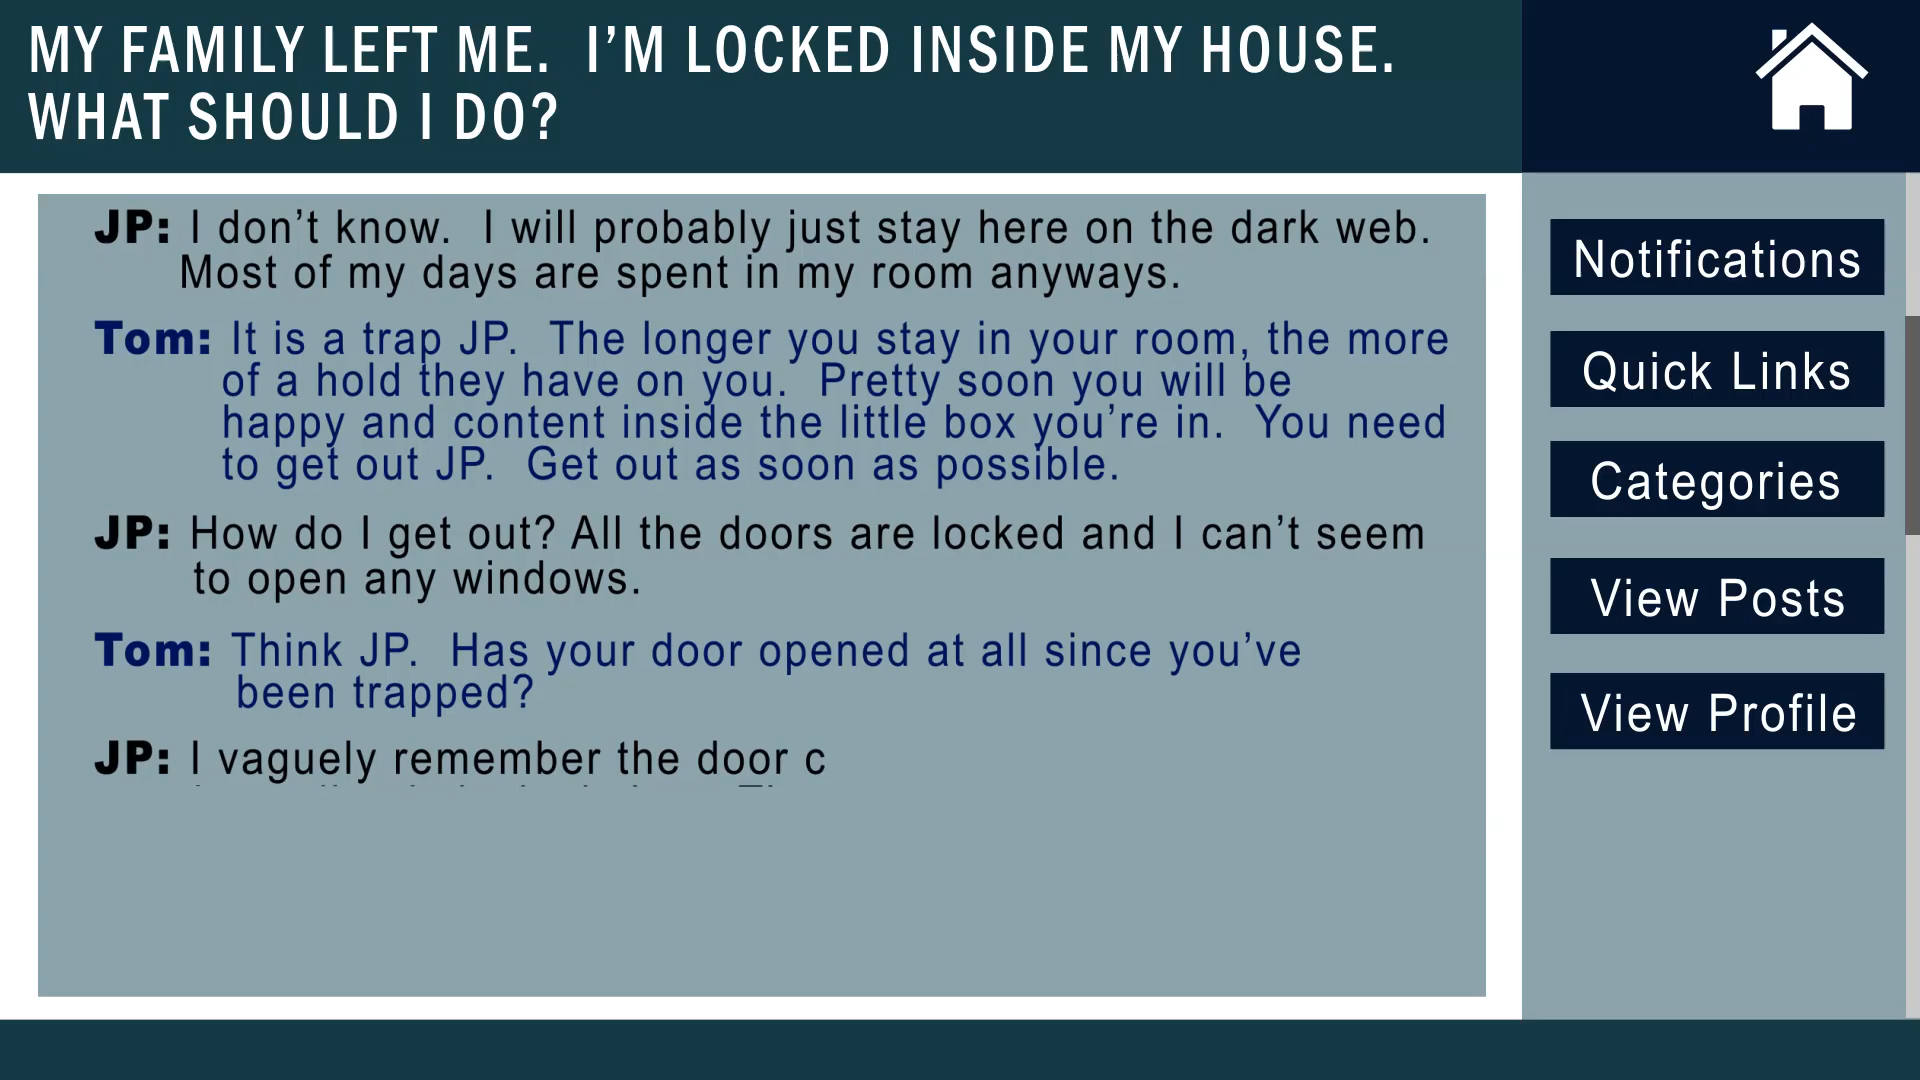 MY FAMILY LEFT ME. I’M LOCKED INSIDE MY HOUSE.
WHAT SHOULD I DO?
JP: I don’t know. I will probably just stay here on the dark web.
Most of my days are spent in my room anyways.
Tom: It is a trap JP. The longer you stay in your room, the more
of a hold they have on you. Pretty soon you will be
happy and content inside the little box you’re in. You need
to get out JP. Get out as soon as possible.
JP: How do I get out? All the doors are locked and I can’t seem
to open any windows.
Tom: Think JP. Has your door opened at all since you’ve
been trapped?
JP: I vaguely remember the door c
Notifications
Quick Links
Categories
View Posts
View Profile